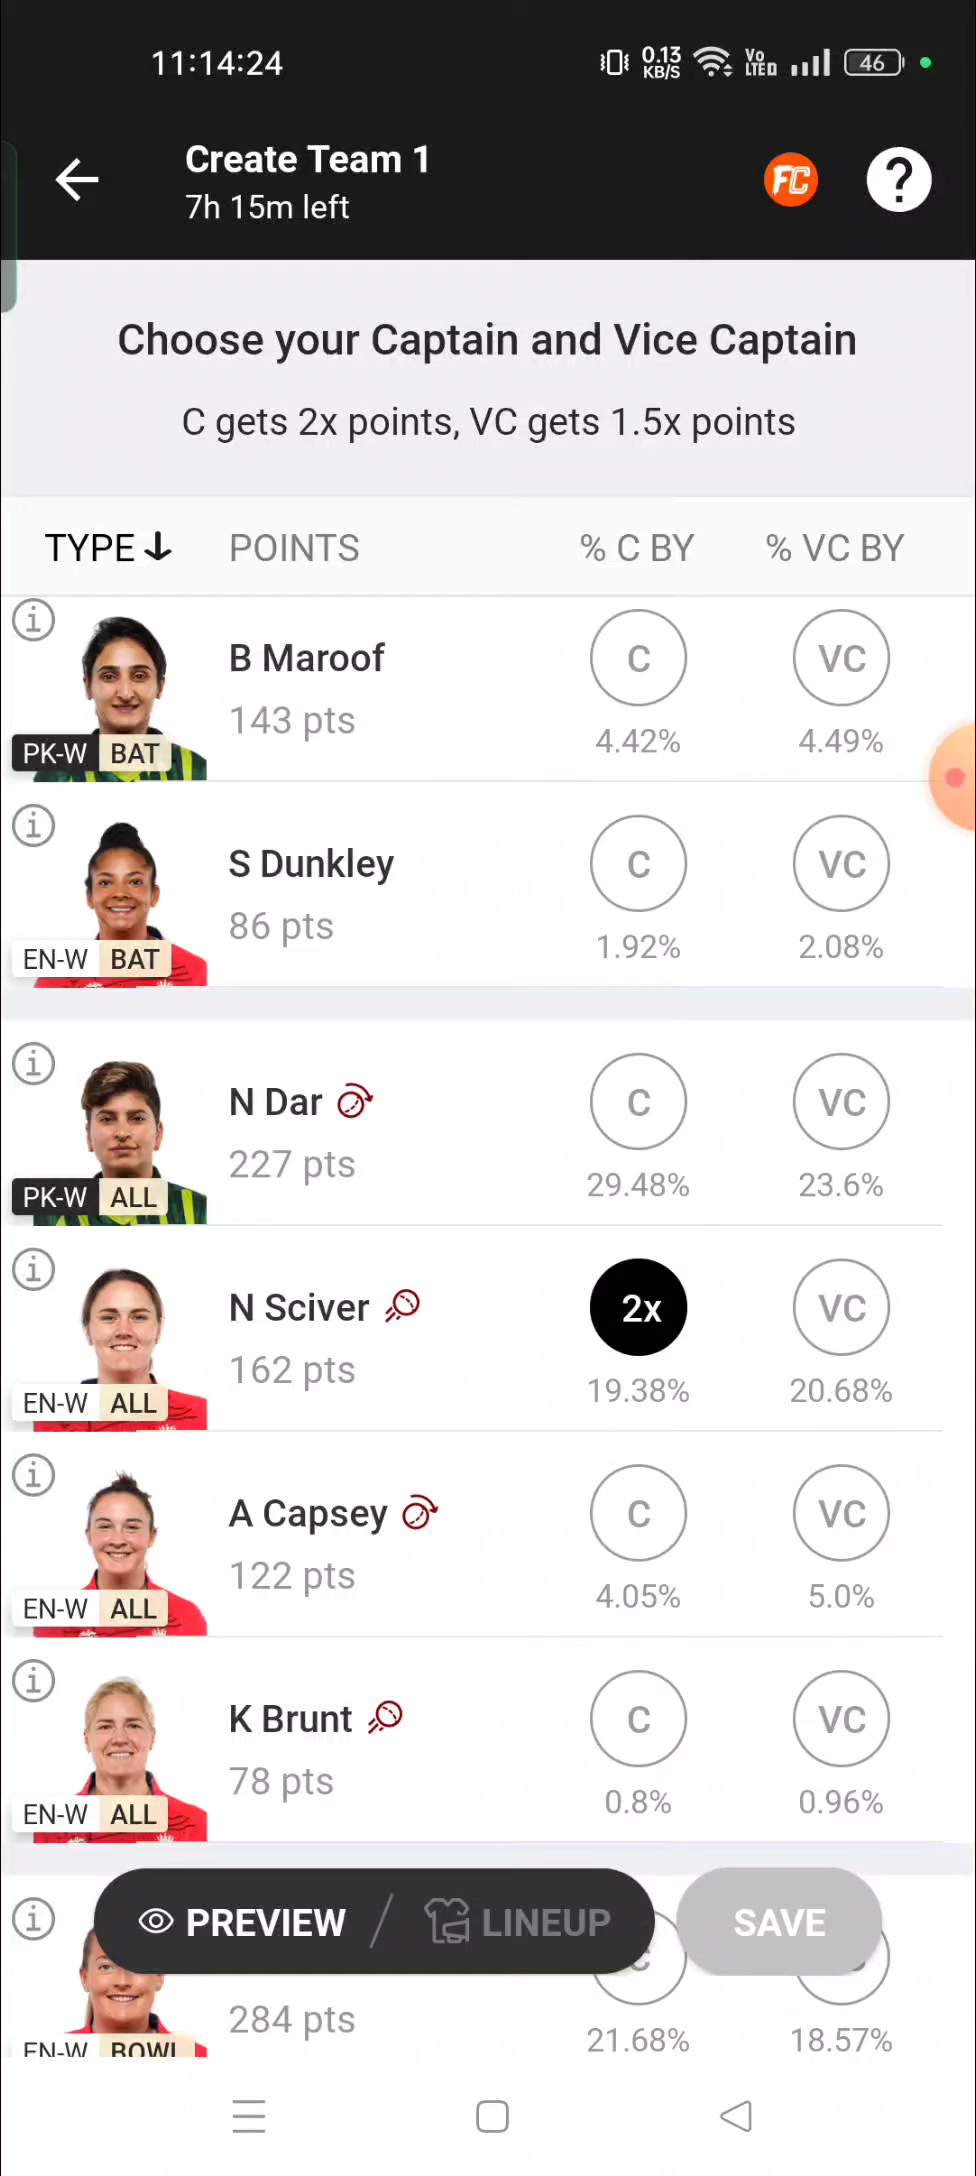 11:14:24
0.13
KB/S
Vo
LTE
46
Create Team 1
7h 15m left
FC
?
Choose your Captain and Vice Captain
C gets 2x points, VC gets 1.5x points
TYPE POINTS % C BY % VC BY
B Maroof
143 pts
C
VC
4.42%
4.49%
PK-W BAT
S Dunkley
86 pts
C
VC
1.92%
2.08%
EN-W BAT
N Dar
227 pts
C
VC
29.48%
23.6%
PK-W ALL
N Sciver
162 pts
2x
VC
19.38%
20.68%
EN-W ALL
A Capsey
122 pts
C
VC
4.05%
5.0%
EN-W ALL
K Brunt
78 pts
C
VC
0.8%
0.96%
EN-W ALL
PREVIEW LINEUP SAVE
284 pts
21.68%
18.57%
EN-W BOWL